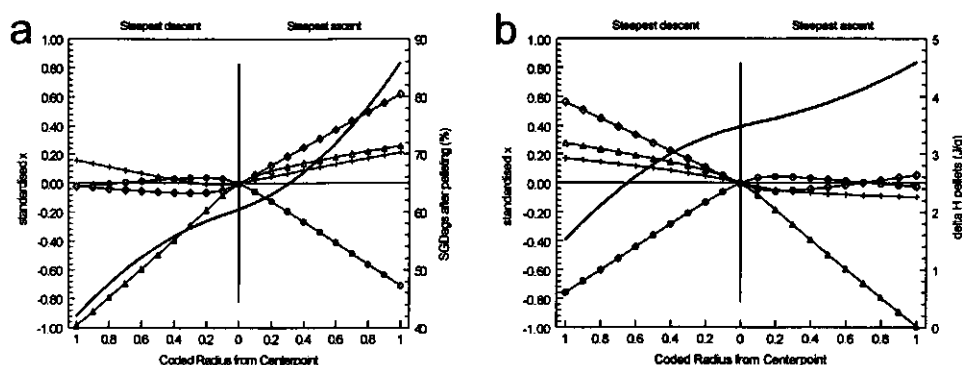 a
Steepest descent Steepest ascent
1.00 90
0.80
0.60 80
0.40
0.20 70
0.00
-0.20 60
-0.40
-0.60 50
-0.80
-1.00 40
1 0.8 0.6 0.4 0.2 0 0.2 0.4 0.6 0.8 1
standardised x
SGDags after pelleting (%)
Coded Radius from Centerpoint
b
Steepest descent Steepest ascent
1.00 5
0.80
0.60 4
0.40
0.20 3
0.00
-0.20 2
-0.40
-0.60 1
-0.80
-1.00 0
1 0.8 0.6 0.4 0.2 0 0.2 0.4 0.6 0.8 1
standardised x
delta H pellets (J/g)
Coded Radius from Centerpoint